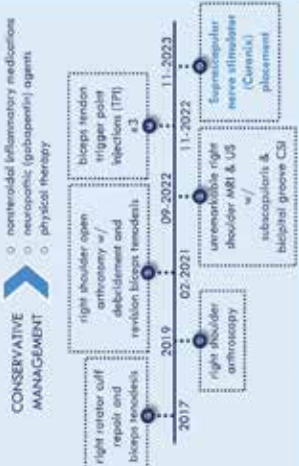 CONSERVATIVE
MANAGEMENT
○ nonsteroidal inflammatory medications
○ neuropathic (gabapentin) agents
○ physical therapy
right rotator cuff
repair and
biceps tenodesis
2017
2019
right shoulder
arthroscopy
right shoulder open
arthrotomy w/
debridement and
revision biceps tenodesis
02-2021
09-2022
unremarkable right
shoulder MRI & US
w/
subscapularis &
bicipital groove CSI
biceps tendon
trigger point
injections (TPI)
x3
11-2022
11-2023
Suprascapular
nerve stimulator
(Curonix)
placement